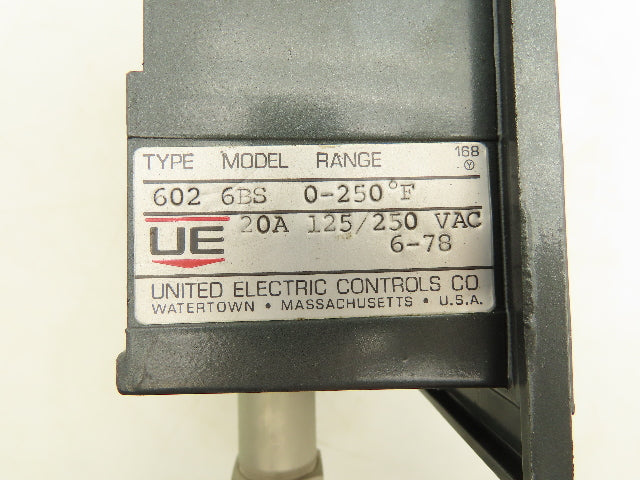 TYPE MODEL RANGE 168
Y
602 6BS 0-250°F
UE 20A 125/250 VAC
6-78
UNITED ELECTRIC CONTROLS CO
WATERTOWN • MASSACHUSETTS • U.S.A.